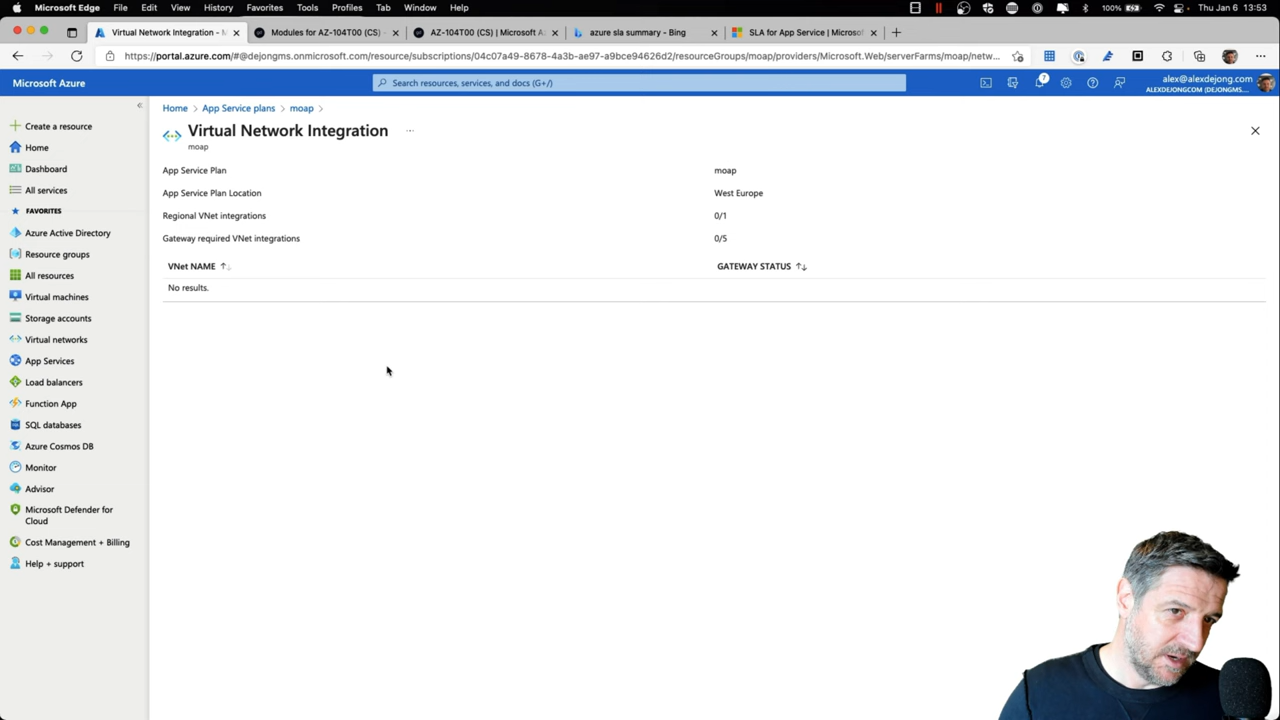 Microsoft Edge File Edit View History Favorites Tools Profiles Tab Window Help 100% Thu Jan 6 13:53
Virtual Network Integration - M Modules for AZ-104T00 (CS) - AZ-104T00 (CS) | Microsoft Az azure sla summary - Bing SLA for App Service | Microsoft
https://portal.azure.com/#@dejongms.onmicrosoft.com/resource/subscriptions/04c07a49-8678-4a3b-ae97-a9bce94626d2/resourceGroups/moap/providers/Microsoft.Web/serverFarms/moap/netw...
Microsoft Azure
Search resources, services, and docs (G+/)
7
alex@alexdejong.com
ALEXDEJONGCOM (DEJONGMS....
Home > App Service plans > moap >
Virtual Network Integration ...
moap
Create a resource
Home
Dashboard
All services
FAVORITES
Azure Active Directory
Resource groups
All resources
Virtual machines
Storage accounts
Virtual networks
App Services
Load balancers
Function App
SQL databases
Azure Cosmos DB
Monitor
Advisor
Microsoft Defender for
Cloud
Cost Management + Billing
Help + support
App Service Plan moap
App Service Plan Location West Europe
Regional VNet integrations 0/1
Gateway required VNet integrations 0/5
VNet NAME GATEWAY STATUS
No results.